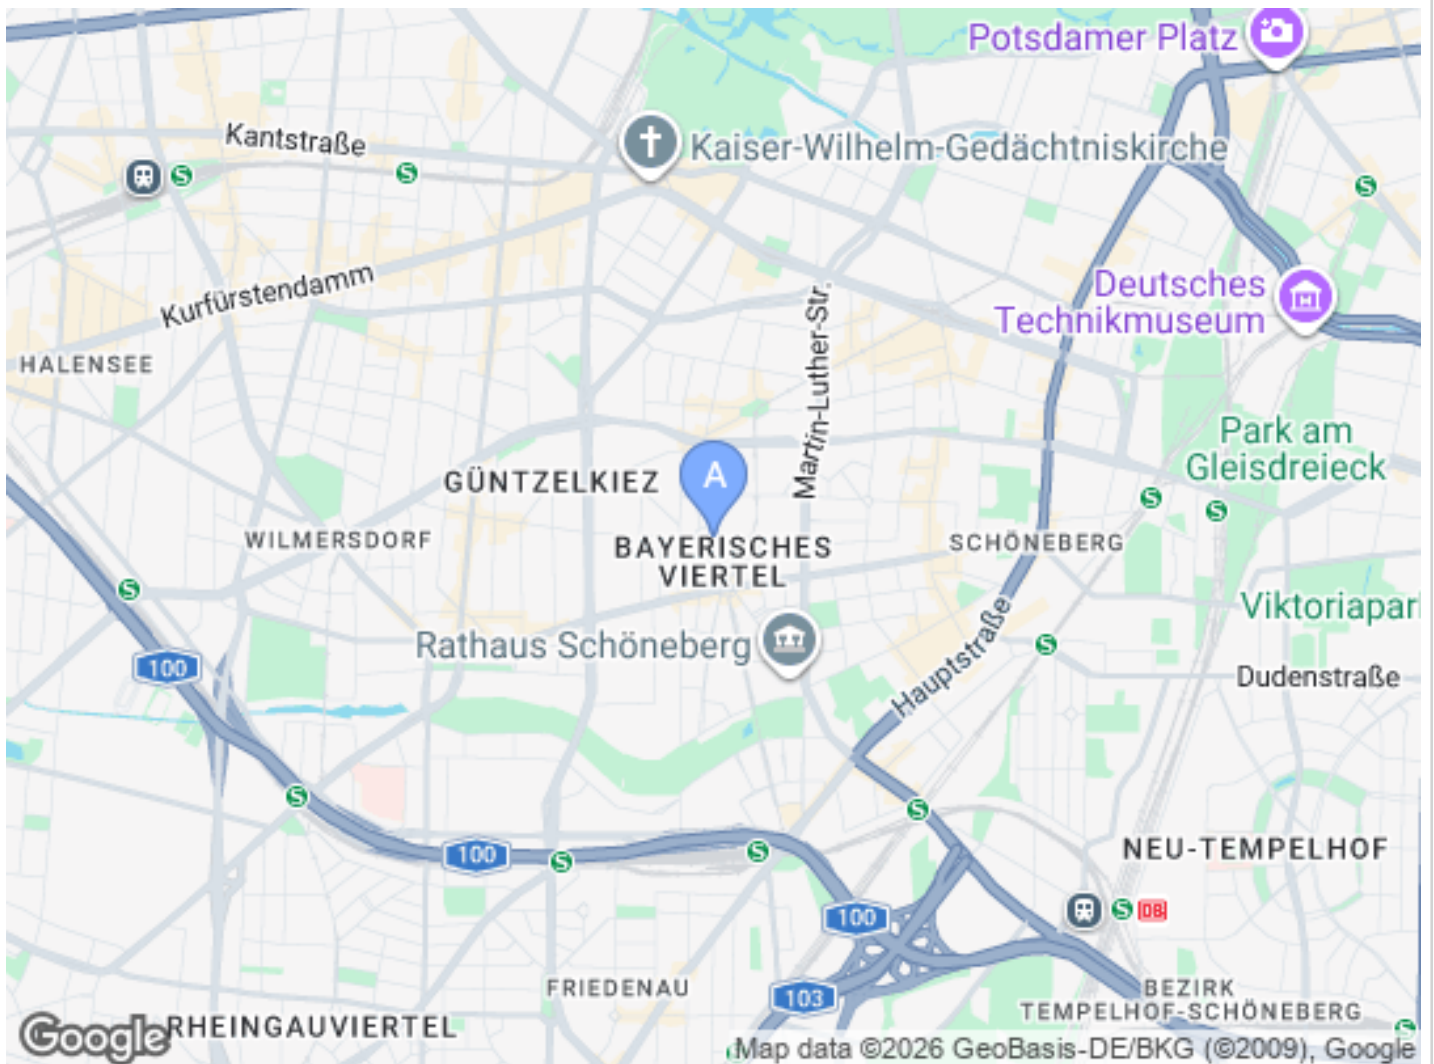 Potsdamer Platz
Kantstraße
Kaiser-Wilhelm-Gedächtniskirche
S
S
S
Kurfürstendamm
Martin-Luther-Str.
Deutsches
Technikmuseum
HALENSEE
Park am
Gleisdreieck
A
GÜNTZELKIEZ
S
S
WILMERSDORF
BAYERISCHES
VIERTEL
SCHÖNEBERG
S
Viktoriapar
Rathaus Schöneberg
S
Hauptstraße
100
Dudenstraße
S
S
100
S
S
NEU-TEMPELHOF
100
S
DB
FRIEDENAU
103
BEZIRK
TEMPELHOF-SCHÖNEBERG
Google
RHEINGAUVIERTEL
Map data ©2026 GeoBasis-DE/BKG (©2009), Google